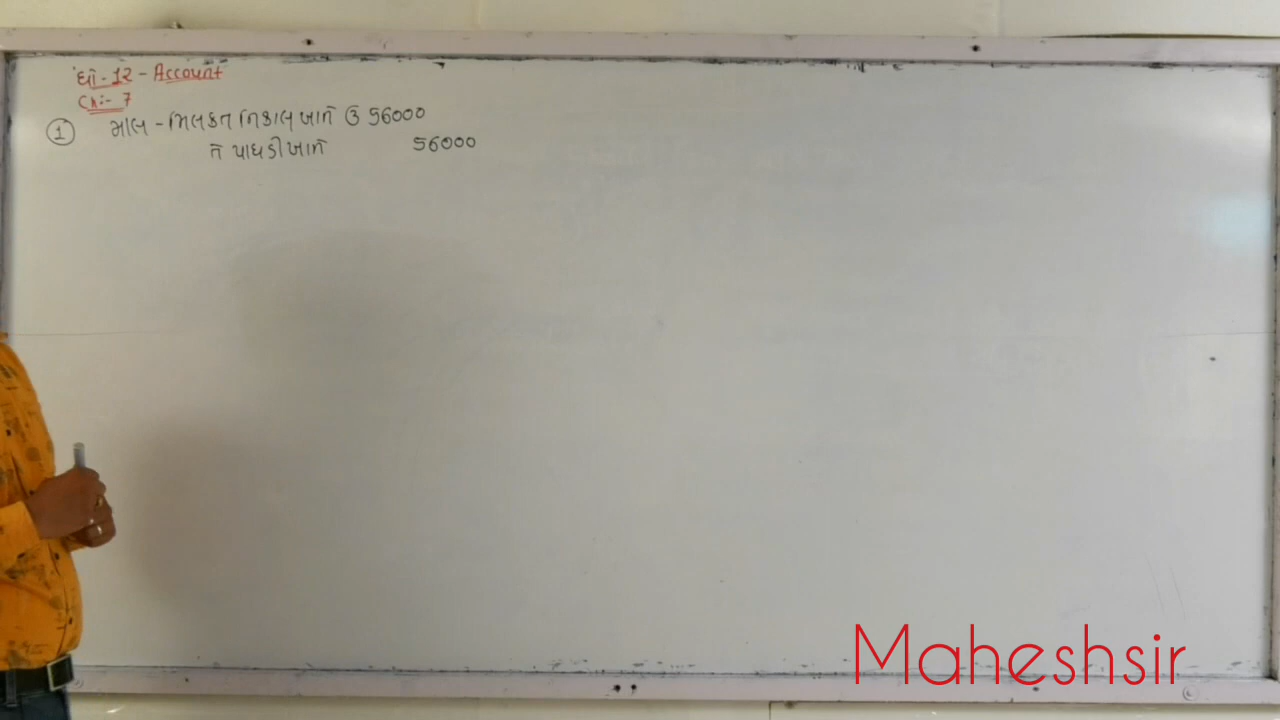 ધો - 12 - Account
Ch:- 7
① માલ - મિલકત નિકાલ ખાતે ઉ 56000
તે પાઘડી ખાતે 56000
Maheshsir